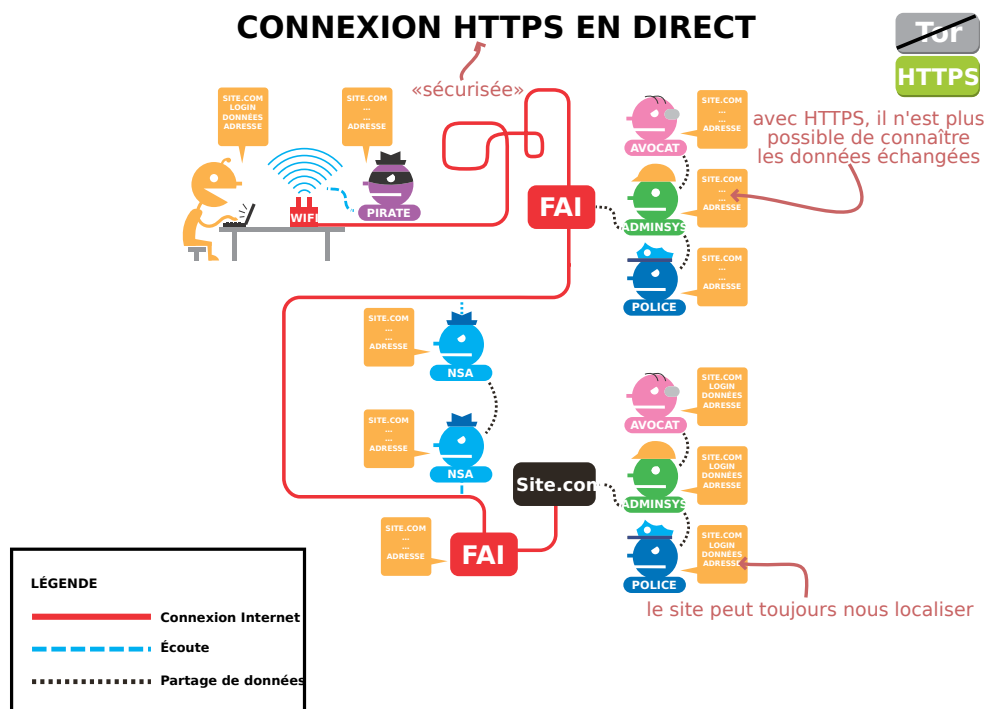 CONNEXION HTTPS EN DIRECT
Tor
HTTPS
«sécurisée»
SITE.COM
LOGIN
DONNÉES
ADRESSE
SITE.COM
...
...
ADRESSE
WIFI
PIRATE
FAI
AVOCAT
SITE.COM
...
...
ADRESSE
ADMINSYS
SITE.COM
...
...
ADRESSE
POLICE
SITE.COM
...
...
ADRESSE
avec HTTPS, il n'est plus
possible de connaître
les données échangées
SITE.COM
...
...
ADRESSE
NSA
SITE.COM
...
...
ADRESSE
NSA
Site.com
AVOCAT
SITE.COM
LOGIN
DONNÉES
ADRESSE
ADMINSYS
SITE.COM
LOGIN
DONNÉES
ADRESSE
POLICE
SITE.COM
LOGIN
DONNÉES
ADRESSE
SITE.COM
...
...
ADRESSE
FAI
le site peut toujours nous localiser
LÉGENDE
Connexion Internet
Écoute
Partage de données